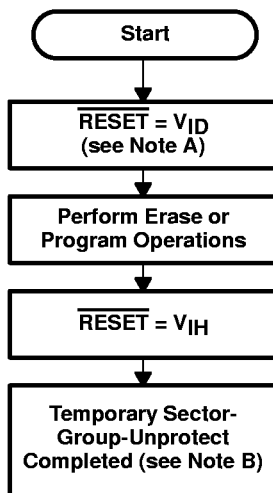 Start
RESET = VID
(see Note A)
Perform Erase or
Program Operations
RESET = VIH
Temporary Sector-
Group-Unprotect
Completed (see Note B)